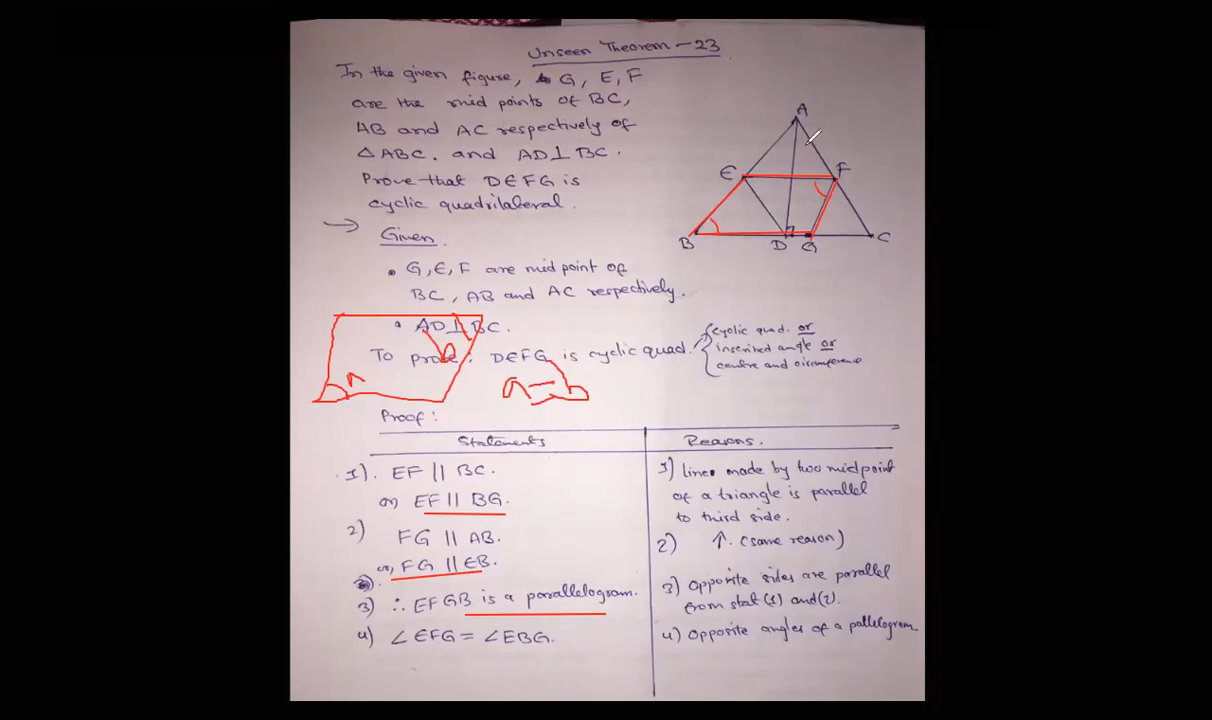 Unseen Theorem - 23
In the given figure, G, E, F
are the mid points of BC,
AB and AC respectively of
△ABC. and AD⊥BC.
Prove that DEFG is
cyclic quadrilateral.
→ Given.
• G, E, F are mid point of
BC, AB and AC respectively.
• AD⊥BC.
To prove: DEFG is cyclic quad.
cyclic quad. or
inscribed angle or
centre and circumference
A
E
F
B
D
G
C
Proof:
Statements
Reasons.
1). EF || BC.
or, EF || BG.
1) line made by two midpoint
of a triangle is parallel
to third side.
2) FG || AB.
or, FG || EB.
2) ↑. (same reason)
3) ∴ EFGB is a parallelogram.
3) Opposite sides are parallel
from stat (1) and (2).
4) ∠EFG = ∠EBG.
4) Opposite angles of a pallelogram.